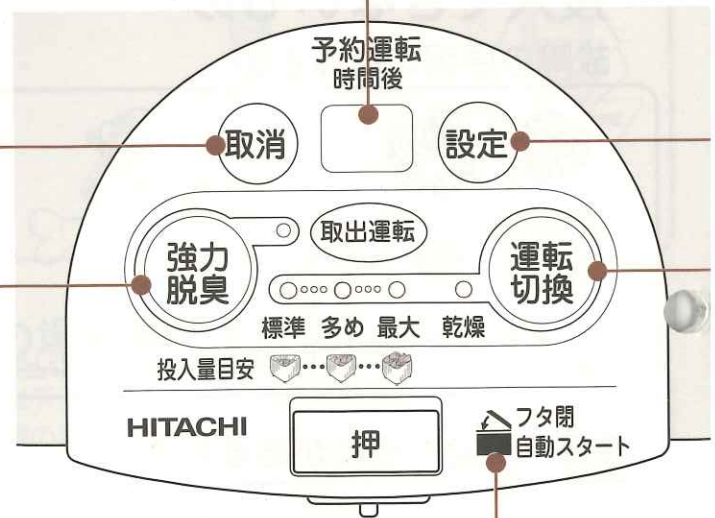 予約運転
時間後
取消
設定
強力
脱臭
取出運転
運転
切換
標準 多め 最大 乾燥
投入量目安
HITACHI
押
フタ閉
自動スタート